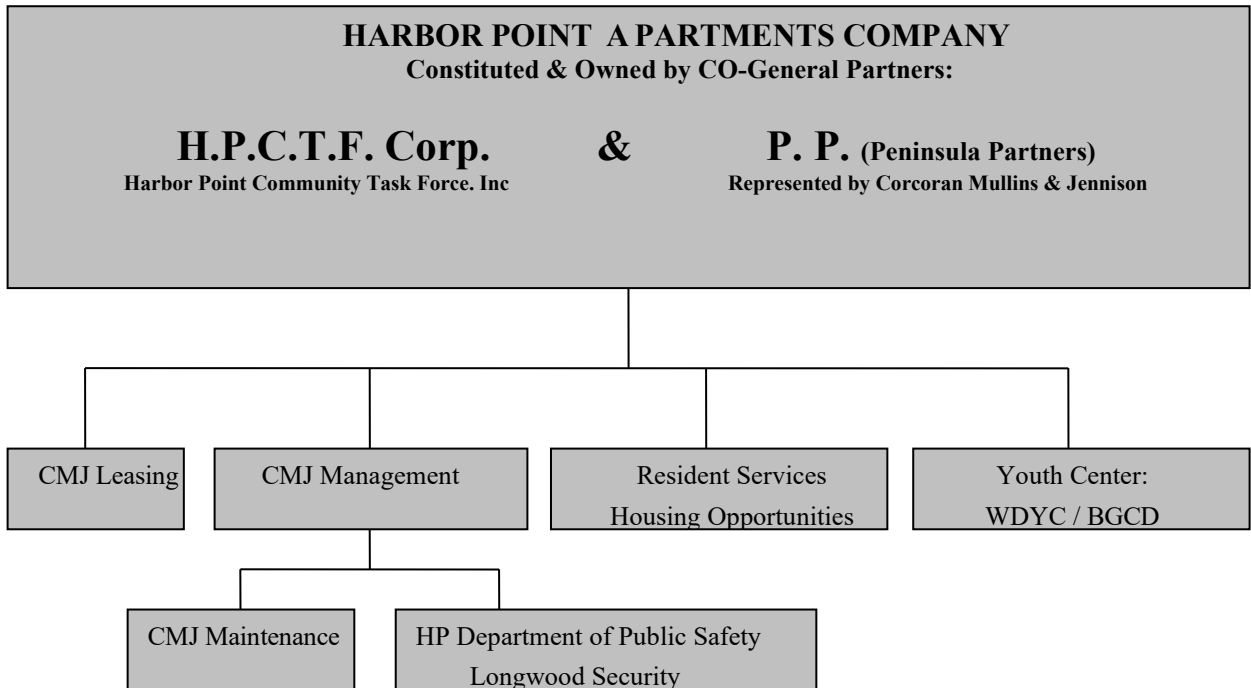 HARBOR POINT A PARTMENTS COMPANY
Constituted & Owned by CO-General Partners:
H.P.C.T.F. Corp. & P. P. (Peninsula Partners)
Harbor Point Community Task Force. Inc Represented by Corcoran Mullins & Jennison
CMJ Leasing
CMJ Management
Resident Services
Housing Opportunities
Youth Center:
WDYC / BGCD
CMJ Maintenance
HP Department of Public Safety
Longwood Security